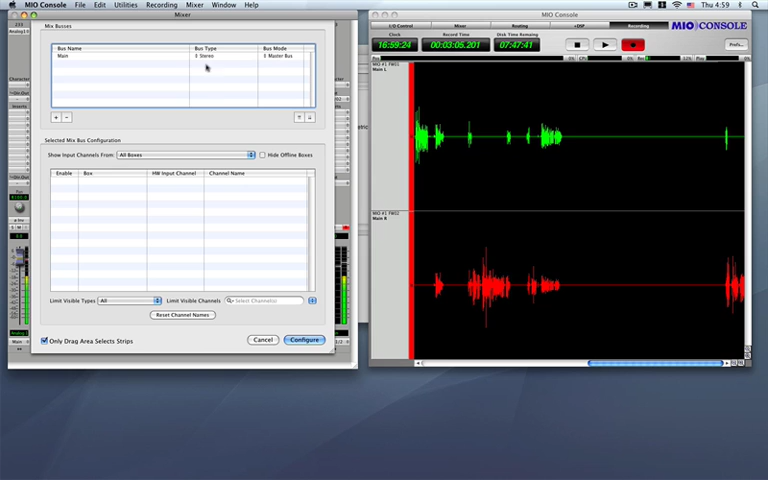 MIO Console File Edit Utilities Mixer Window Help
Thu 4:59
Mixer
Mix Busses
Bus Name Bus Type Bus Mode
Main Stereo Master Bus
+ −
Selected Mix Bus Configuration
Show Input Channels From: All Boxes Hide Offline Boxes
Enable Box HW Input Channel Channel Name
Limit Visible Types All Limit Visible Channels Select Channel(s)
Reset Channel Names
Only Drag Area Selects Strips Cancel Configure
MIO Console
I/O Control Mixer Routing +DSP Recording
Clock Record Time Disk Time Remaining
16:59:24 00:03:05.201 07:47:41
MIO CONSOLE
Prefs...
Main L
Main R